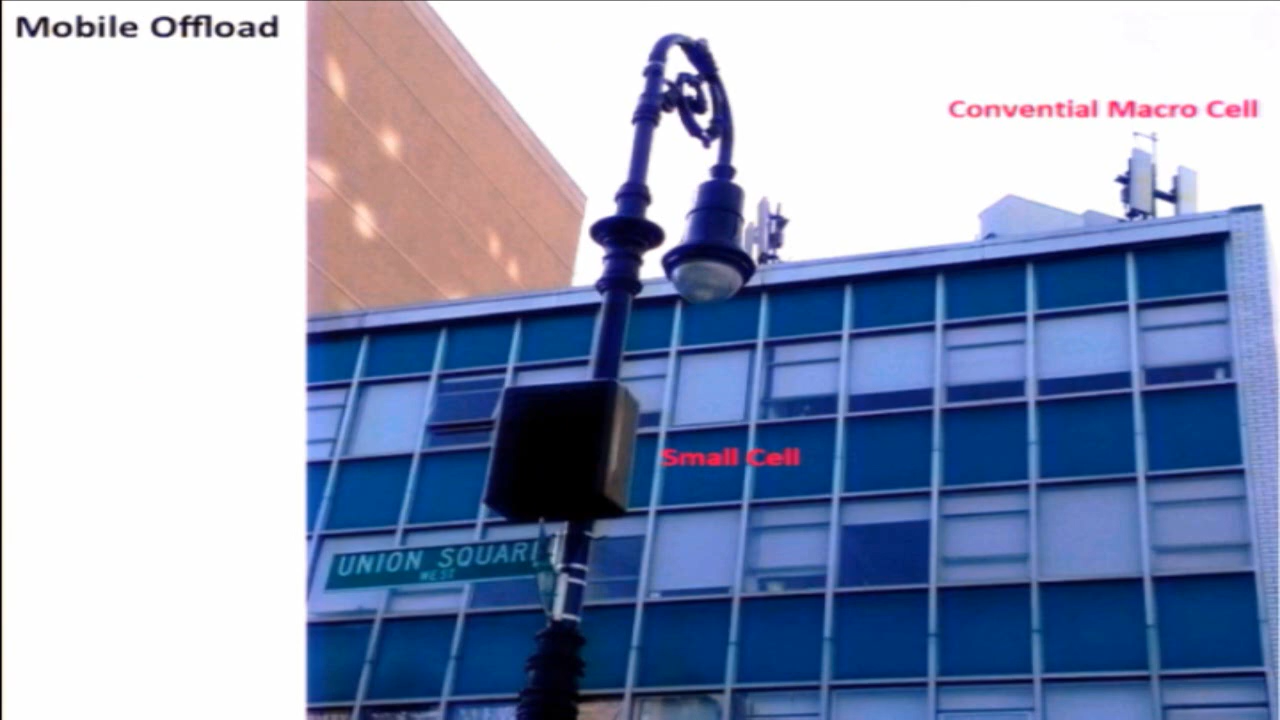 Mobile Offload
Convential Macro Cell
Small Cell
UNION SQUARE
WEST